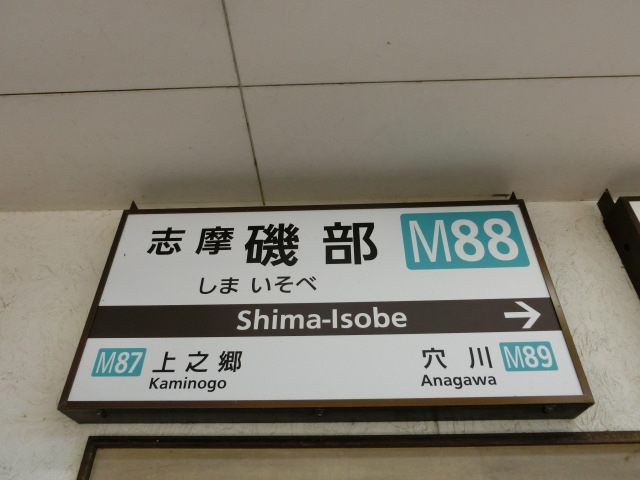 志摩磯部 M88
しま いそべ
Shima-Isobe →
M87 上之郷 穴川 M89
Kaminogo Anagawa